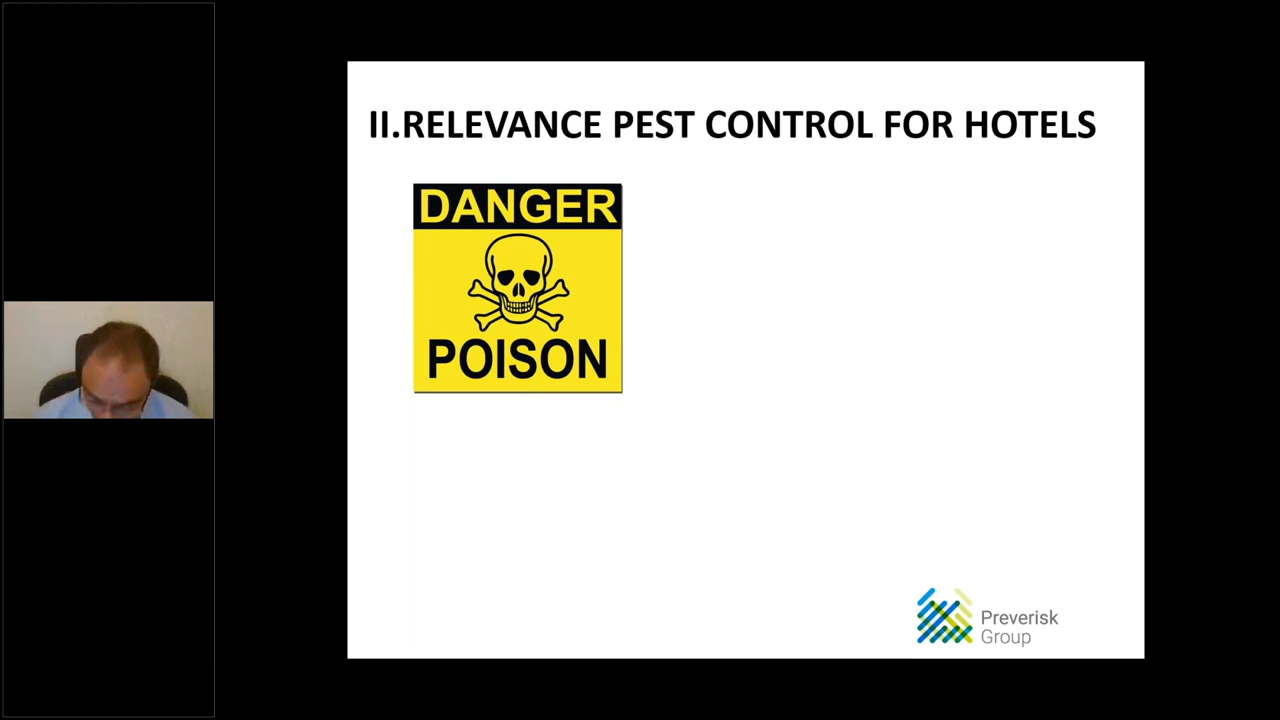 II.RELEVANCE PEST CONTROL FOR HOTELS
DANGER
POISON
Preverisk
Group